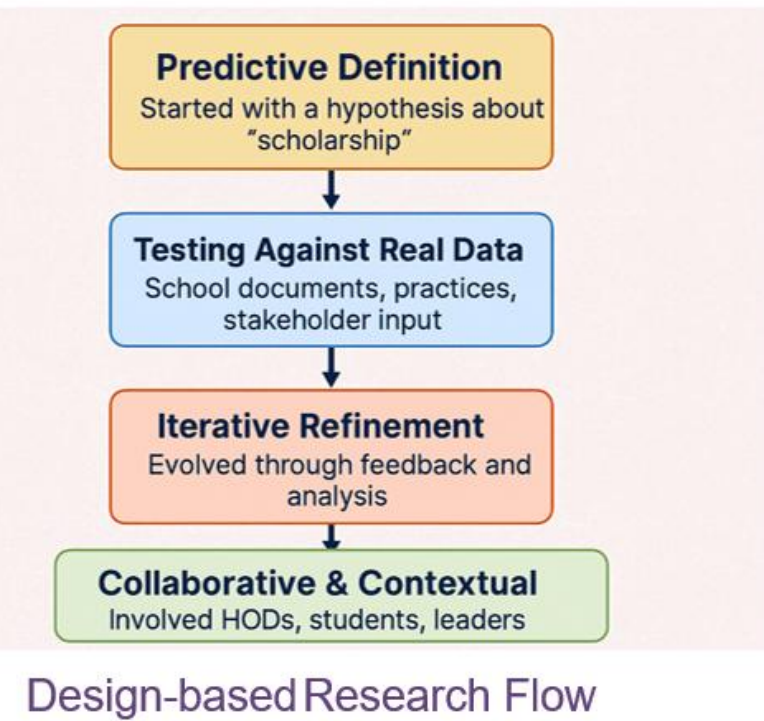 Predictive Definition
Started with a hypothesis about
“scholarship”
Testing Against Real Data
School documents, practices,
stakeholder input
Iterative Refinement
Evolved through feedback and
analysis
Collaborative & Contextual
Involved HODs, students, leaders
Design-based Research Flow